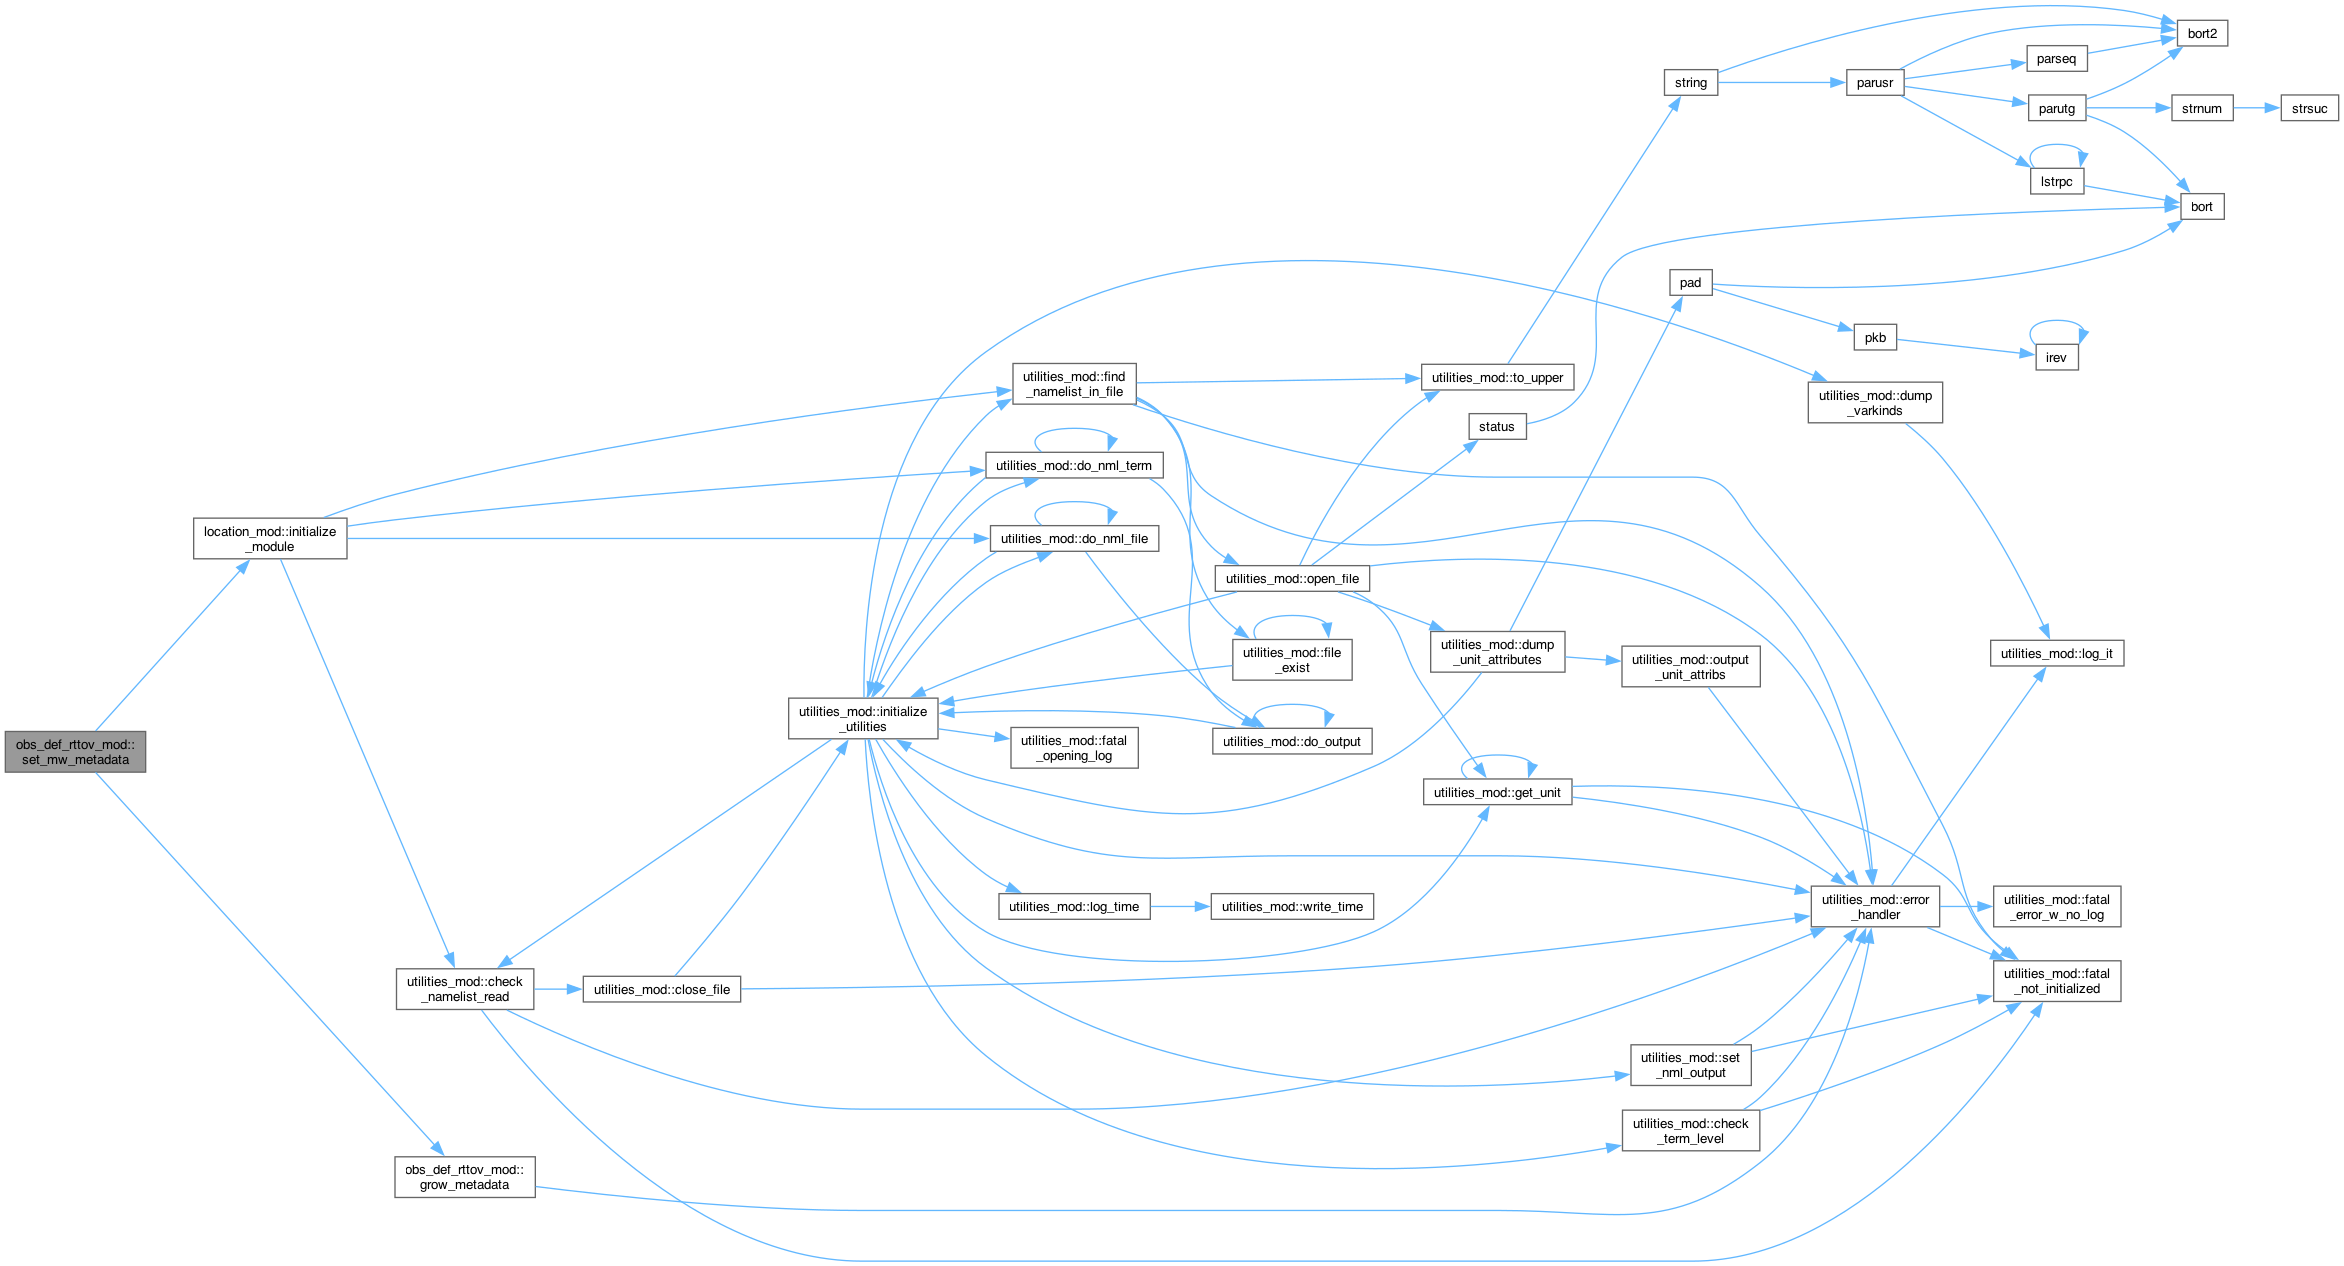 obs_def_rttov_mod::
set_mw_metadata
location_mod::initialize
_module
utilities_mod::check
_namelist_read
obs_def_rttov_mod::
grow_metadata
utilities_mod::close_file
utilities_mod::initialize
_utilities
utilities_mod::find
_namelist_in_file
utilities_mod::do_nml_term
utilities_mod::do_nml_file
utilities_mod::fatal
_opening_log
utilities_mod::log_time
utilities_mod::open_file
utilities_mod::file
_exist
utilities_mod::do_output
utilities_mod::write_time
utilities_mod::to_upper
status
utilities_mod::dump
_unit_attributes
utilities_mod::get_unit
string
pad
utilities_mod::output
_unit_attribs
utilities_mod::set
_nml_output
utilities_mod::check
_term_level
parusr
pkb
utilities_mod::dump
_varkinds
utilities_mod::error
_handler
parseq
parutg
lstrpc
irev
utilities_mod::log_it
utilities_mod::fatal
_error_w_no_log
utilities_mod::fatal
_not_initialized
bort2
strnum
bort
strsuc